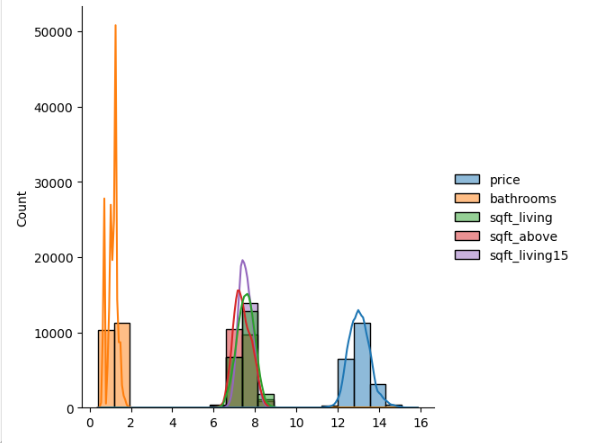 50000
40000
30000
20000
10000
0
Count
0 2 4 6 8 10 12 14 16
price
bathrooms
sqft_living
sqft_above
sqft_living15